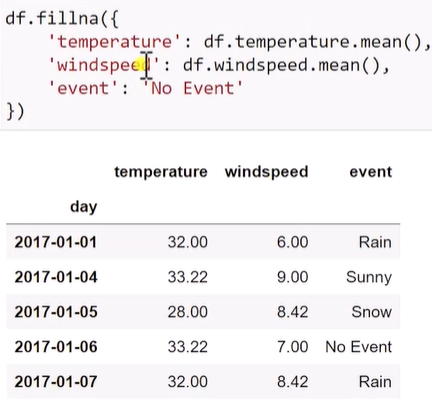 df.fillna({
'temperature': df.temperature.mean(),
'windspeed': df.windspeed.mean(),
'event': 'No Event'
})
temperature windspeed event
day
2017-01-01 32.00 6.00 Rain
2017-01-04 33.22 9.00 Sunny
2017-01-05 28.00 8.42 Snow
2017-01-06 33.22 7.00 No Event
2017-01-07 32.00 8.42 Rain